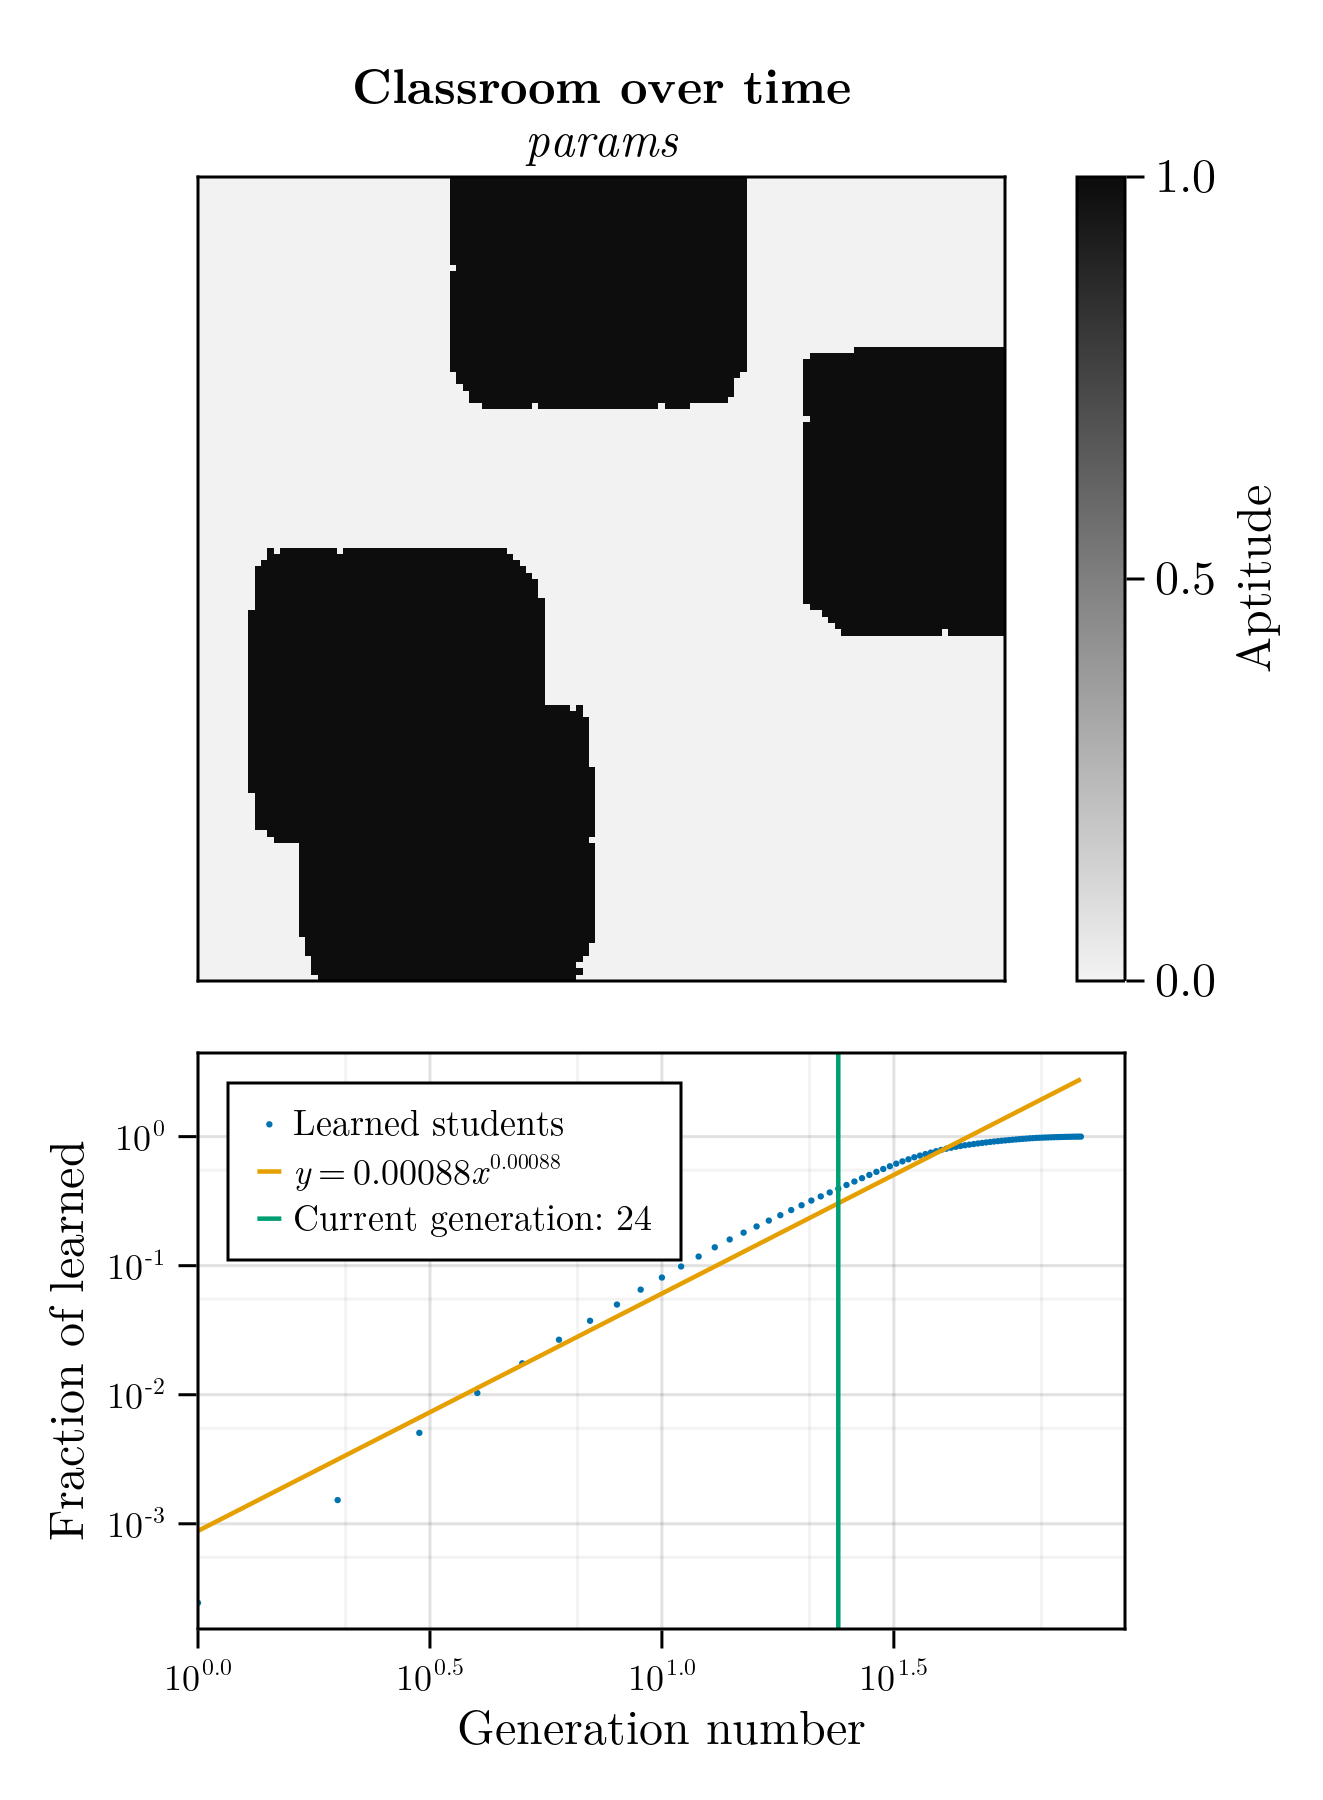 Classroom over time
params
1.0
0.5
0.0
Aptitude
Learned students
y = 0.00088x^0.00088
Current generation: 24
10^0
10^-1
10^-2
10^-3
Fraction of learned
10^0.0 10^0.5 10^1.0 10^1.5
Generation number